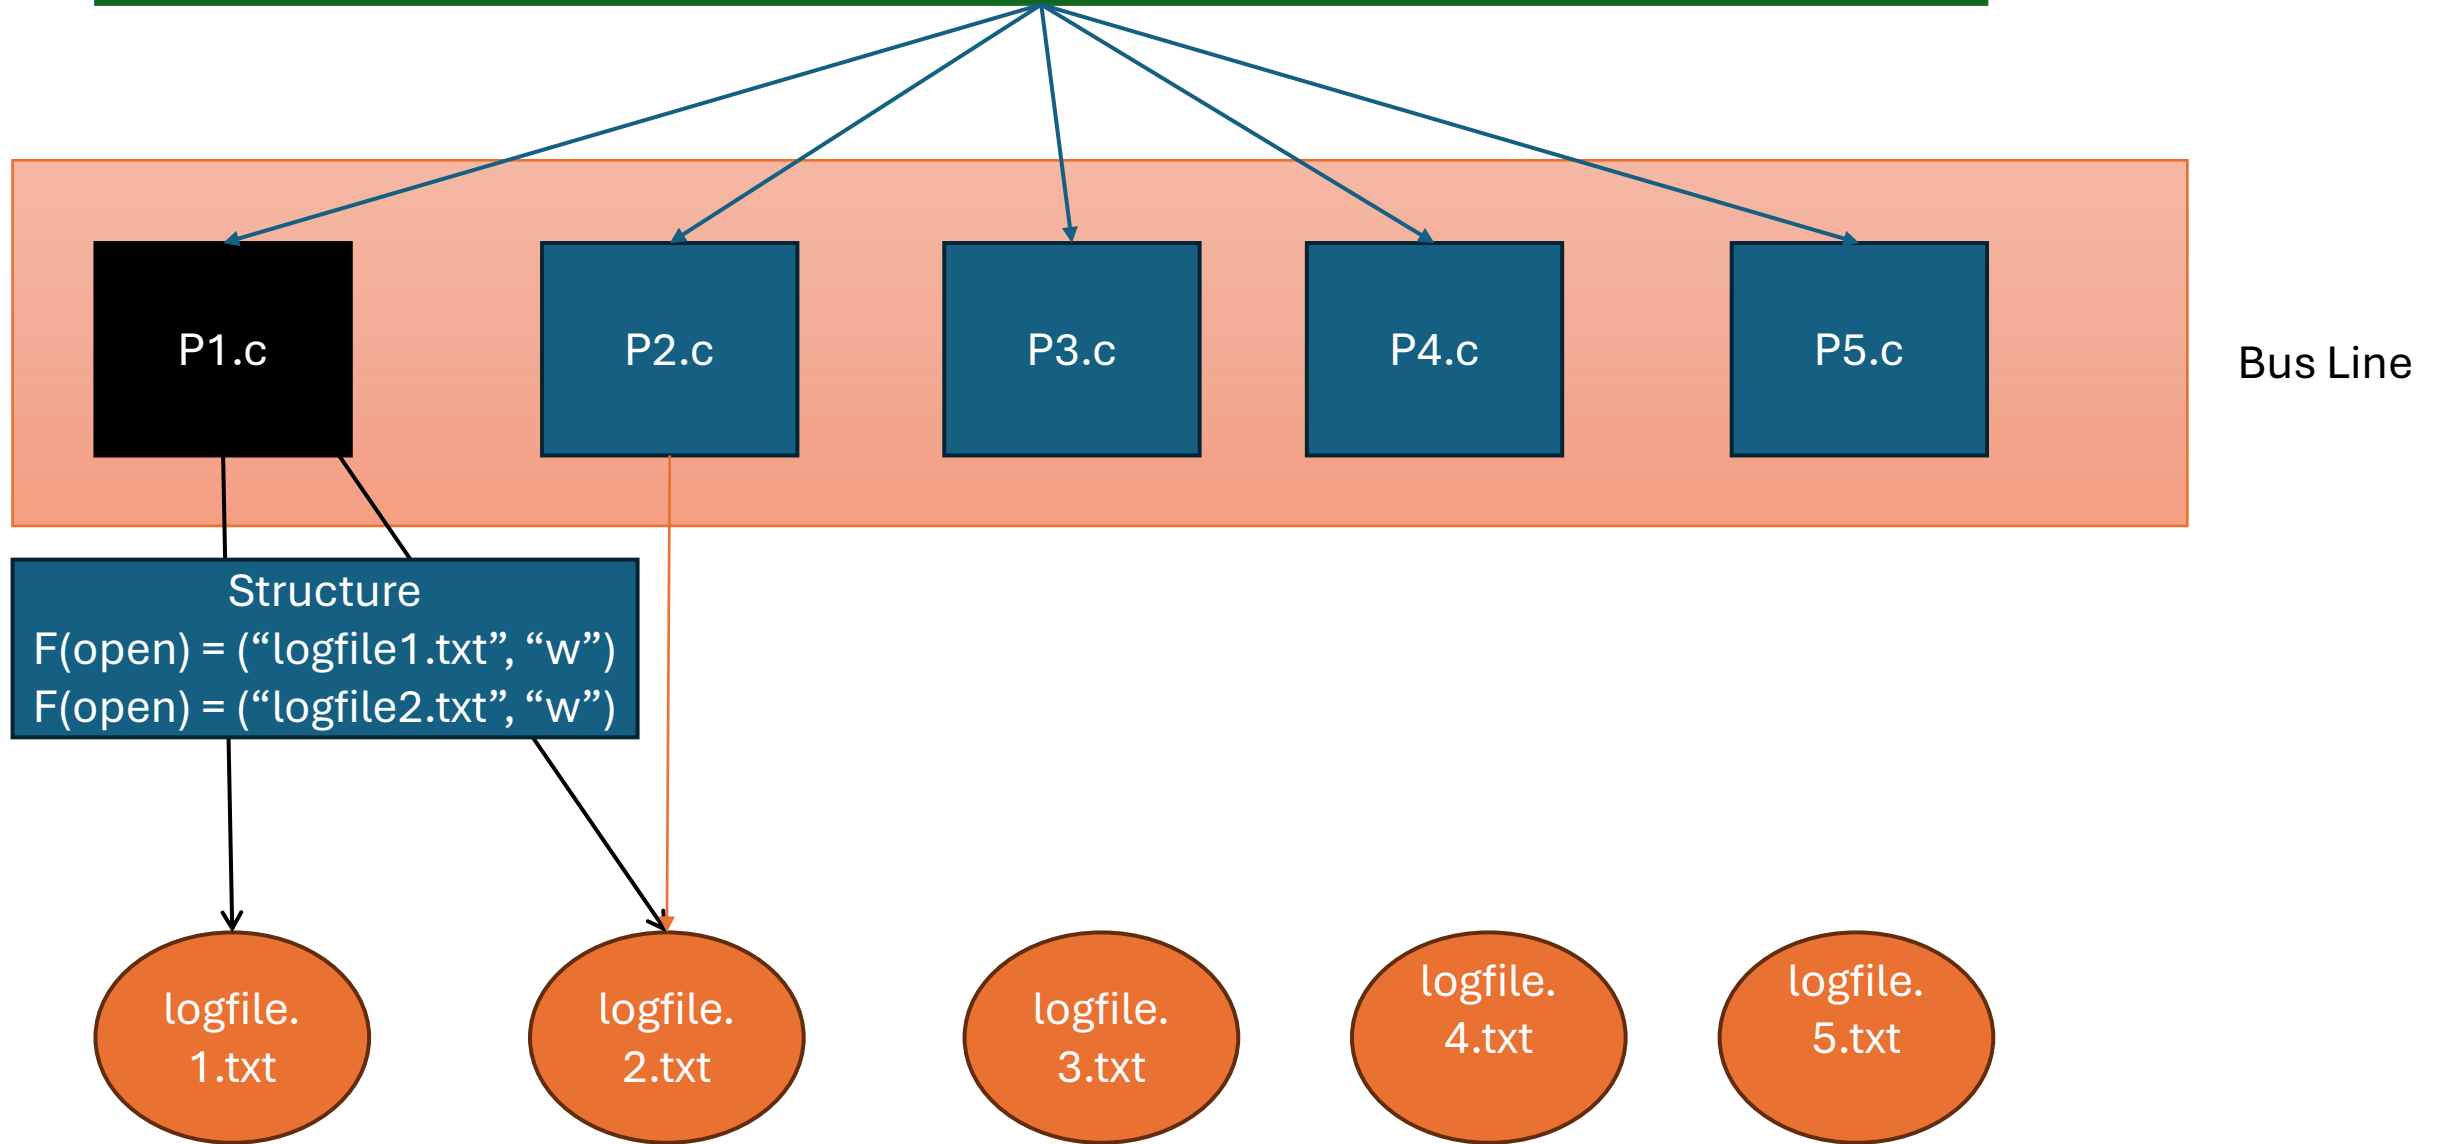 P1.c
P2.c
P3.c
P4.c
P5.c
Bus Line
Structure
F(open) = (“logfile1.txt”, “w”)
F(open) = (“logfile2.txt”, “w”)
logfile.
1.txt
logfile.
2.txt
logfile.
3.txt
logfile.
4.txt
logfile.
5.txt